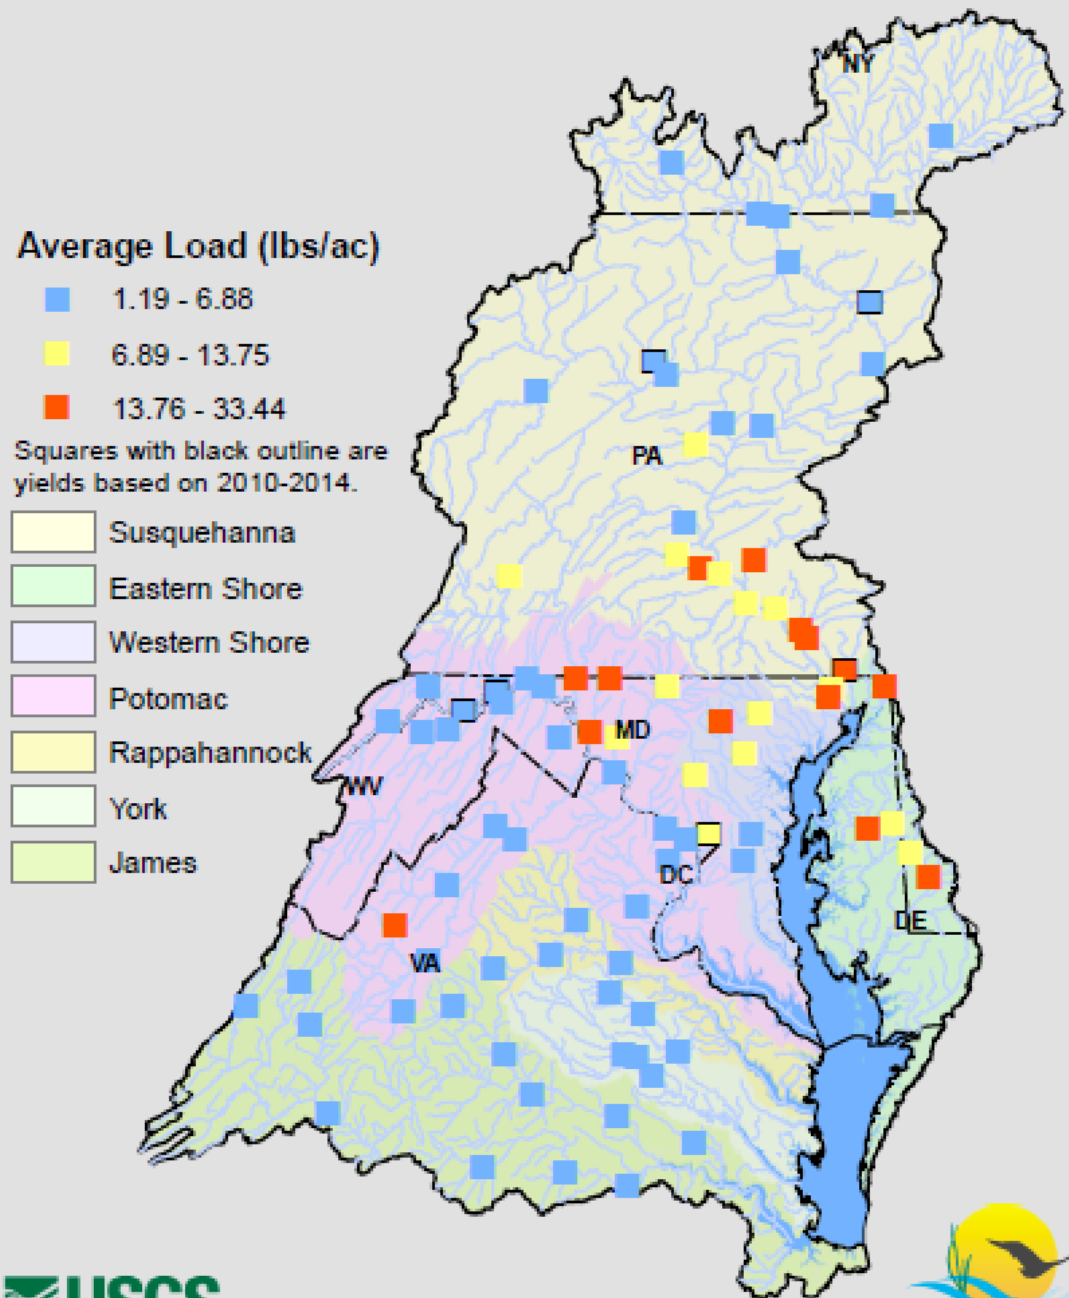 NY
Average Load (lbs/ac)
1.19 - 6.88
6.89 - 13.75
13.76 - 33.44
Squares with black outline are
yields based on 2010-2014.
PA
Susquehanna
Eastern Shore
Western Shore
Potomac
MD
Rappahannock
WV
York
James
DC
DE
VA
USGS